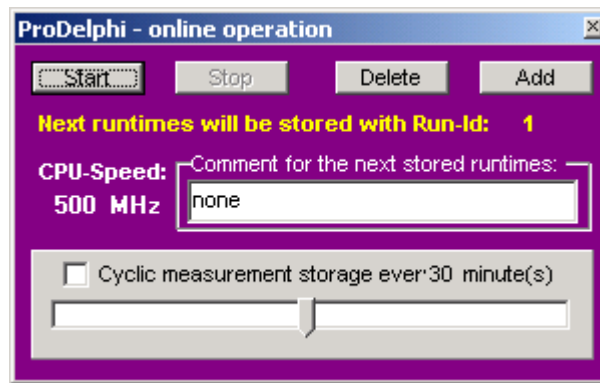 ProDelphi - online operation
Start Stop Delete Add
Next runtimes will be stored with Run-Id: 1
CPU-Speed:
500 MHz
Comment for the next stored runtimes:
none
Cyclic measurement storage ever 30 minute(s)